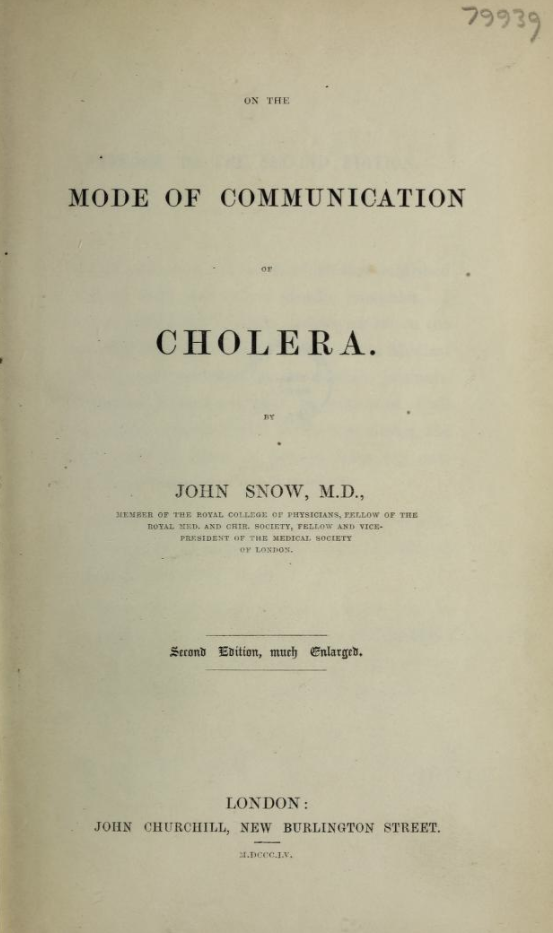 79939
ON THE
MODE OF COMMUNICATION
OF
CHOLERA.
BY
JOHN SNOW, M.D.,
MEMBER OF THE ROYAL COLLEGE OF PHYSICIANS, FELLOW OF THE
ROYAL MED. AND CHIR. SOCIETY, FELLOW AND VICE-
PRESIDENT OF THE MEDICAL SOCIETY
OF LONDON.
Second Edition, much Enlarged.
LONDON:
JOHN CHURCHILL, NEW BURLINGTON STREET.
M.DCCC.LV.